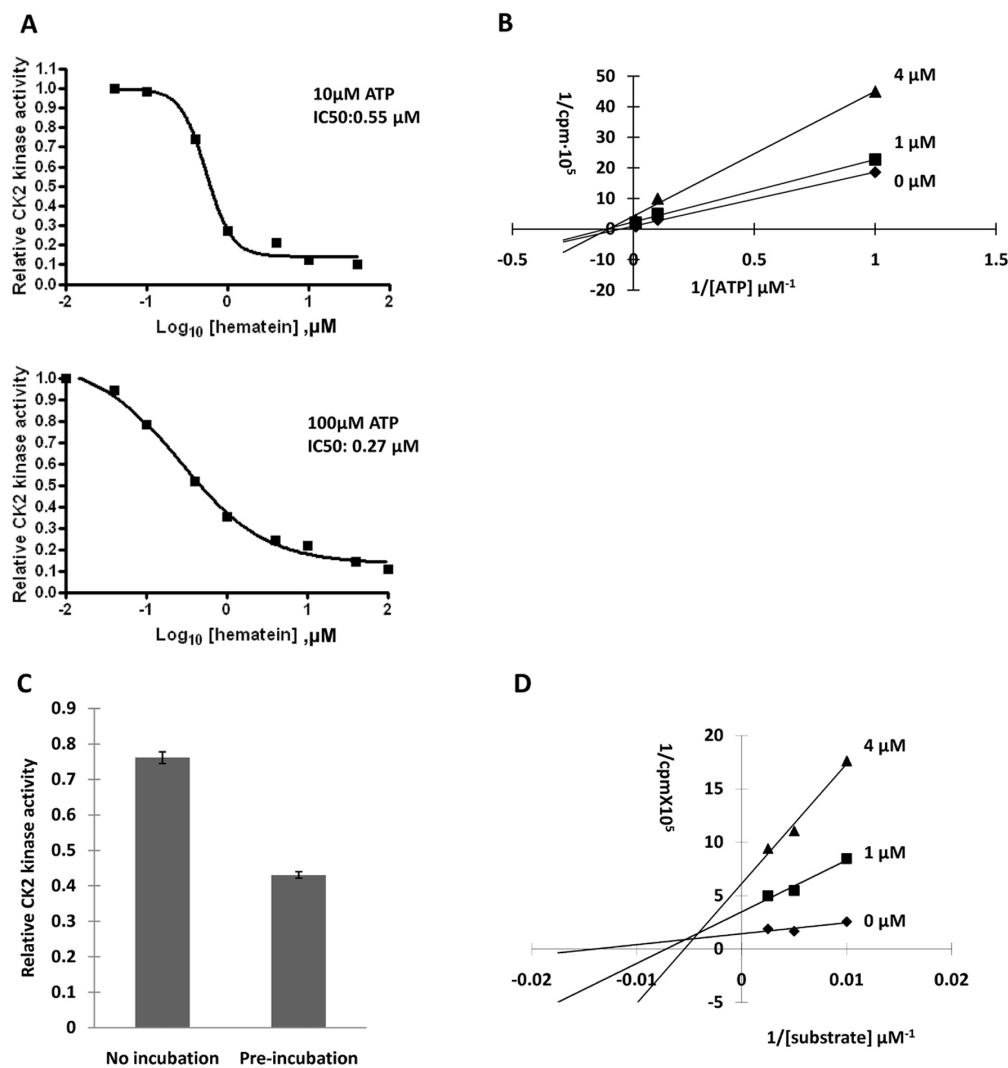 A
1.1
1.0
0.9
0.8
0.7
0.6
0.5
0.4
0.3
0.2
0.1
0.0
Relative CK2 kinase activity
10µM ATP
IC50:0.55 µM
-2 -1 0 1 2
Log10 [hematein] ,µM
1.0
0.9
0.8
0.7
0.6
0.5
0.4
0.3
0.2
0.1
0.0
Relative CK2 kinase activity
100µM ATP
IC50: 0.27 µM
-2 -1 0 1 2
Log10 [hematein] ,µM
B
1/cpm·10⁵
50
40
30
20
10
0
-10
-20
4 µM
1 µM
0 µM
-0.5 0 0.5 1 1.5
1/[ATP] µM⁻¹
C
0.9
0.8
0.7
0.6
0.5
0.4
0.3
0.2
0.1
0
Relative CK2 kinase activity
No incubation Pre-incubation
D
1/cpmX10⁵
20
15
10
5
0
-5
4 µM
1 µM
0 µM
-0.02 -0.01 0 0.01 0.02
1/[substrate] µM⁻¹